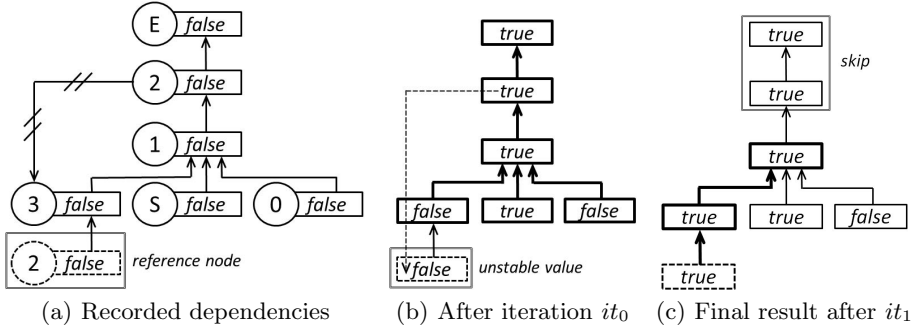 E false
2 false
1 false
3 false S false 0 false
2 false reference node
(a) Recorded dependencies
true
true
true
false true false
false unstable value
(b) After iteration it₀
true
true skip
true
true true false
true
(c) Final result after it₁